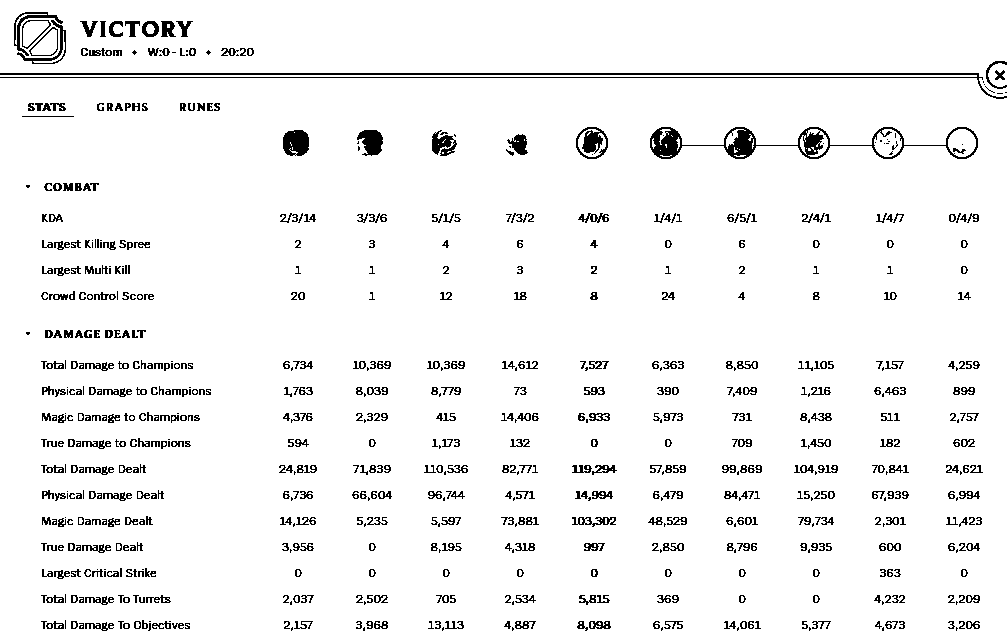 VICTORY
Custom • W:0 - L:0 • 20:20
STATS GRAPHS RUNES
COMBAT
KDA 2/3/14 3/3/6 5/1/5 7/3/2 4/0/6 1/4/1 6/5/1 2/4/1 1/4/7 0/4/9
Largest Killing Spree 2 3 4 6 4 0 6 0 0 0
Largest Multi Kill 1 1 2 3 2 1 2 1 1 0
Crowd Control Score 20 1 12 18 8 24 4 8 10 14
DAMAGE DEALT
Total Damage to Champions 6,734 10,369 10,369 14,612 7,527 6,363 8,850 11,105 7,157 4,259
Physical Damage to Champions 1,763 8,039 8,779 73 593 390 7,409 1,216 6,463 899
Magic Damage to Champions 4,376 2,329 415 14,406 6,933 5,973 731 8,438 511 2,757
True Damage to Champions 594 0 1,173 132 0 0 709 1,450 182 602
Total Damage Dealt 24,819 71,839 110,536 82,771 119,294 57,859 99,869 104,919 70,841 24,621
Physical Damage Dealt 6,736 66,604 96,744 4,571 14,994 6,479 84,471 15,250 67,939 6,994
Magic Damage Dealt 14,126 5,235 5,597 73,881 103,302 48,529 6,601 79,734 2,301 11,423
True Damage Dealt 3,956 0 8,195 4,318 997 2,850 8,796 9,935 600 6,204
Largest Critical Strike 0 0 0 0 0 0 0 0 363 0
Total Damage To Turrets 2,037 2,502 705 2,534 5,815 369 0 0 4,232 2,209
Total Damage To Objectives 2,157 3,968 13,113 4,887 8,098 6,575 14,061 5,377 4,673 3,206